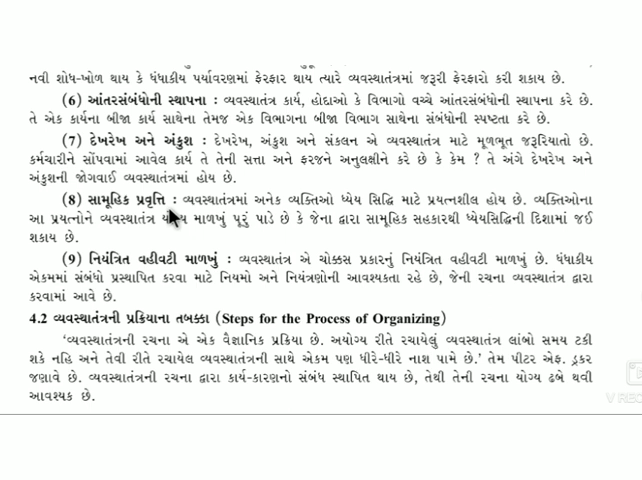 નવી શોધ-ખોળ થાય કે ધંધાકીય પર્યાવરણમાં ફેરફાર થાય ત્યારે વ્યવસ્થાતંત્રમાં જરૂરી ફેરફારો કરી શકાય છે.
(6) આંતરસંબંધોની સ્થાપના : વ્યવસ્થાતંત્ર કાર્ય, હોદાઓ કે વિભાગો વચ્ચે આંતરસંબંધોની સ્થાપના કરે છે.
તે એક કાર્યના બીજા કાર્ય સાથેના તેમજ એક વિભાગના બીજા વિભાગ સાથેના સંબંધોની સ્પષ્ટતા કરે છે.
(7) દેખરેખ અને અંકુશ : દેખરેખ, અંકુશ અને સંકલન એ વ્યવસ્થાતંત્ર માટે મૂળભૂત જરૂરિયાતો છે.
કર્મચારીને સોંપવામાં આવેલ કાર્ય તે તેની સત્તા અને ફરજને અનુલક્ષીને કરે છે કે કેમ ? તે અંગે દેખરેખ અને
અંકુશની જોગવાઈ વ્યવસ્થાતંત્રમાં હોય છે.
(8) સામૂહિક પ્રવૃત્તિ : વ્યવસ્થાતંત્રમાં અનેક વ્યક્તિઓ ધ્યેય સિદ્ધિ માટે પ્રયત્નશીલ હોય છે. વ્યક્તિઓના
આ પ્રયત્નોને વ્યવસ્થાતંત્ર માળખું પૂરું પાડે છે કે જેના દ્વારા સામૂહિક સહકારથી ધ્યેયસિદ્ધિની દિશામાં જઈ
શકાય છે.
(9) નિયંત્રિત વહીવટી માળખું : વ્યવસ્થાતંત્ર એ ચોક્કસ પ્રકારનું નિયંત્રિત વહીવટી માળખું છે. ધંધાકીય
એકમમાં સંબંધો પ્રસ્થાપિત કરવા માટે નિયમો અને નિયંત્રણોની આવશ્યકતા રહે છે, જેની રચના વ્યવસ્થાતંત્ર દ્વારા
કરવામાં આવે છે.
4.2 વ્યવસ્થાતંત્રની પ્રક્રિયાના તબક્કા (Steps for the Process of Organizing)
‘વ્યવસ્થાતંત્રની રચના એ એક વૈજ્ઞાનિક પ્રક્રિયા છે. અયોગ્ય રીતે રચાયેલું વ્યવસ્થાતંત્ર લાંબો સમય ટકી
શકે નહિ અને તેવી રીતે રચાયેલ વ્યવસ્થાતંત્રની સાથે એકમ પણ ધીરે-ધીરે નાશ પામે છે.’ તેમ પીટર એફ. ડ્રકર
જણાવે છે. વ્યવસ્થાતંત્રની રચના દ્વારા કાર્ય-કારણનો સંબંધ સ્થાપિત થાય છે, તેથી તેની રચના યોગ્ય ઢબે થવી
આવશ્યક છે.
V REC